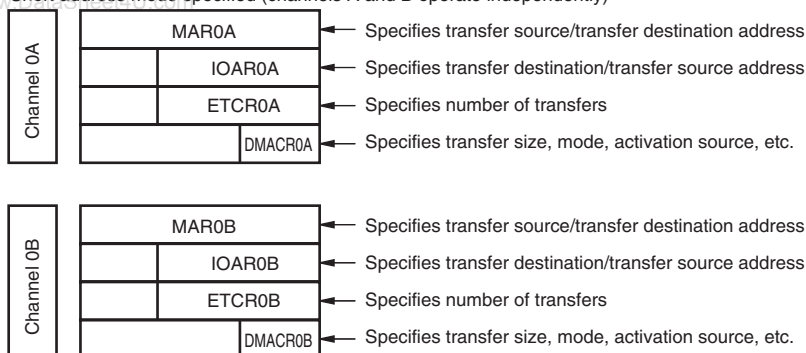 Short address mode specified (channels A and B operate independently)
Channel 0A
MAR0A Specifies transfer source/transfer destination address
IOAR0A Specifies transfer destination/transfer source address
ETCR0A Specifies number of transfers
DMACR0A Specifies transfer size, mode, activation source, etc.
Channel 0B
MAR0B Specifies transfer source/transfer destination address
IOAR0B Specifies transfer destination/transfer source address
ETCR0B Specifies number of transfers
DMACR0B Specifies transfer size, mode, activation source, etc.